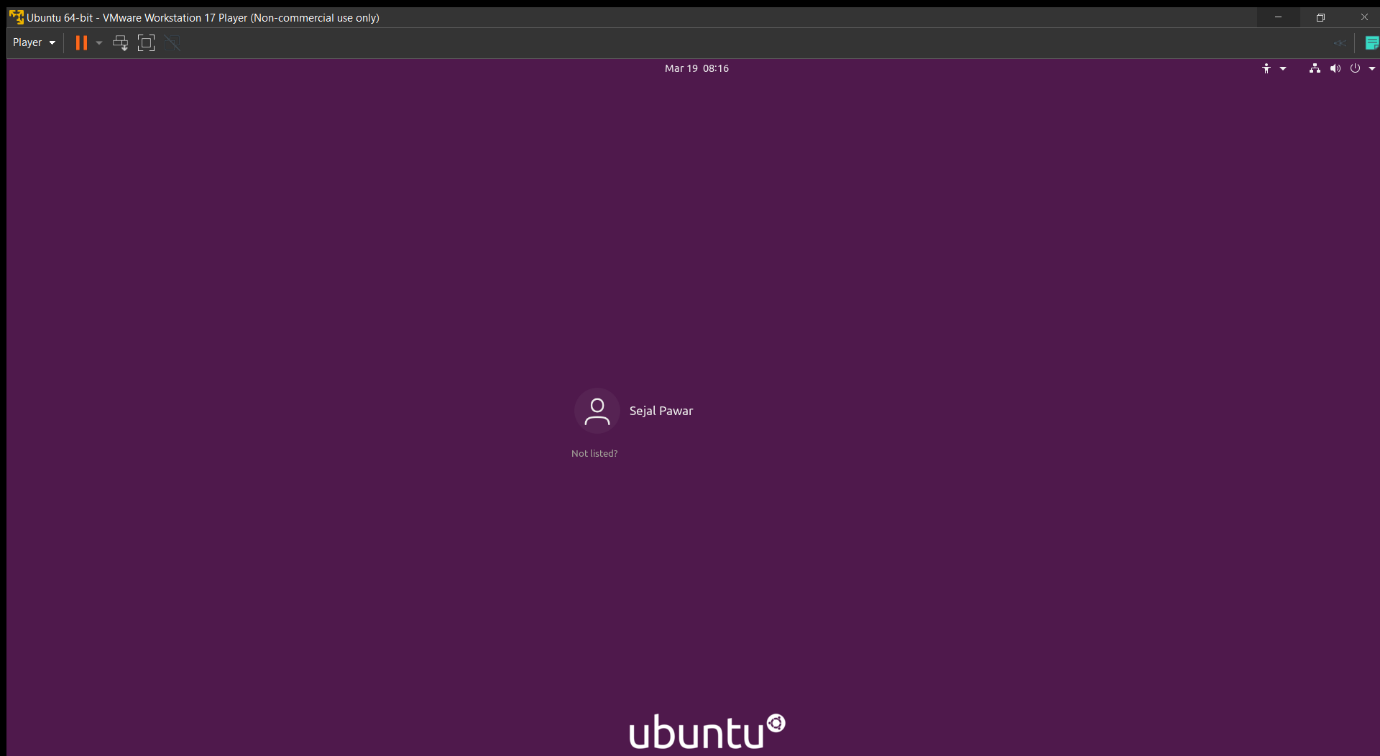 Ubuntu 64-bit - VMware Workstation 17 Player (Non-commercial use only)
Player
Mar 19 08:16
Sejal Pawar
Not listed?
ubuntu